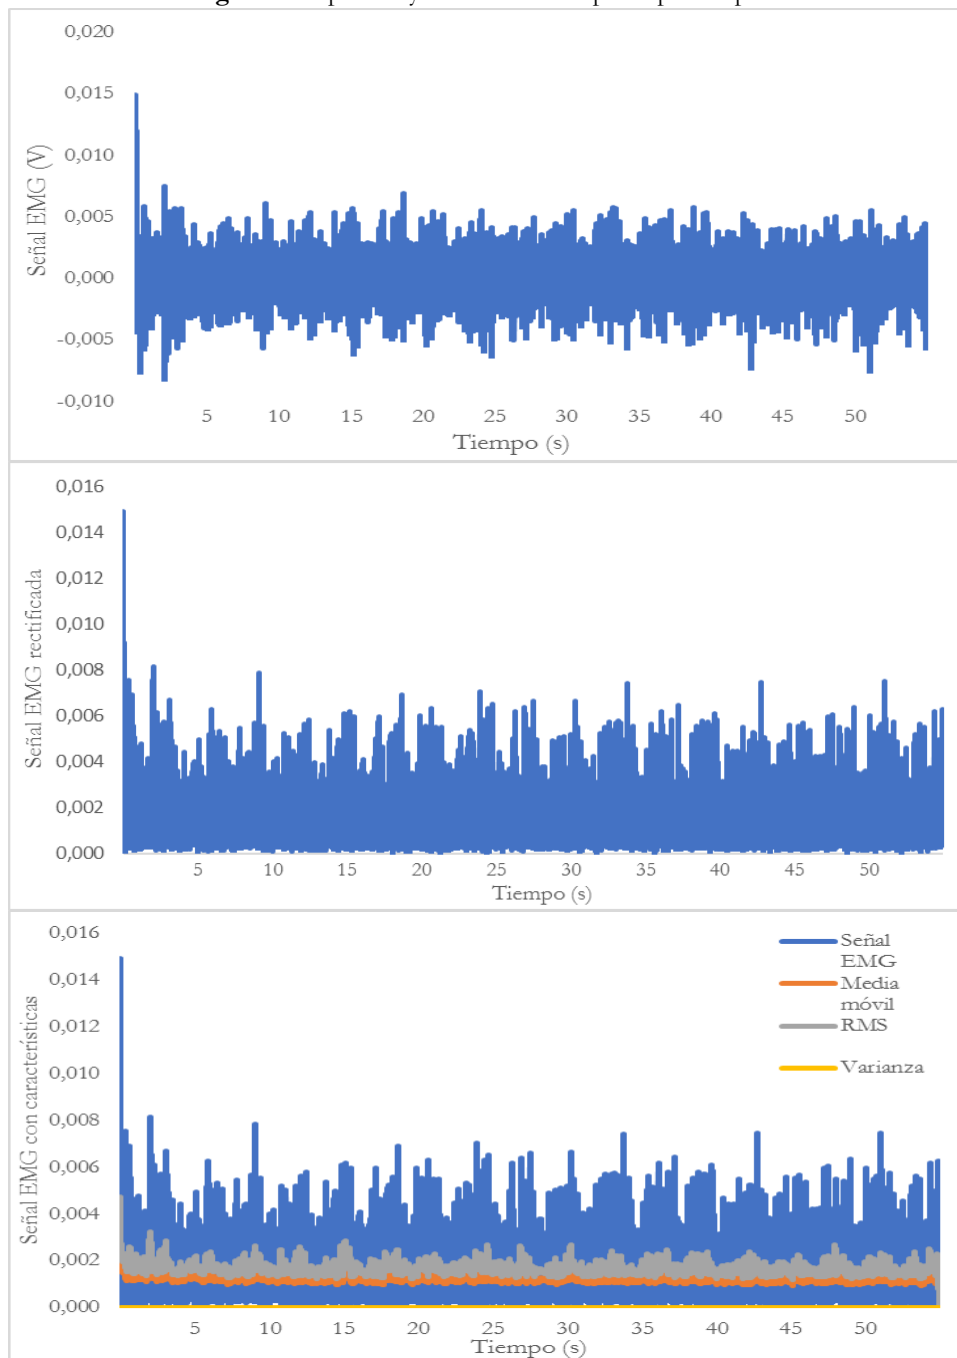 0,020
0,015
0,010
0,005
0,000
-0,005
-0,010
Señal EMG (V)
5 10 15 20 25 30 35 40 45 50
Tiempo (s)
0,016
0,014
0,012
0,010
0,008
0,006
0,004
0,002
0,000
Señal EMG rectificada
5 10 15 20 25 30 35 40 45 50
Tiempo (s)
0,016
0,014
0,012
0,010
0,008
0,006
0,004
0,002
0,000
Señal EMG con características
Señal
EMG
Media
móvil
RMS
Varianza
5 10 15 20 25 30 35 40 45 50
Tiempo (s)